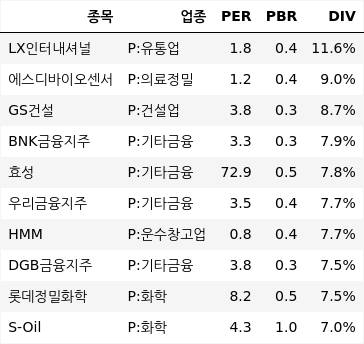 종목 업종 PER PBR DIV
LX인터내셔널 P:유통업 1.8 0.4 11.6%
에스디바이오센서 P:의료정밀 1.2 0.4 9.0%
GS건설 P:건설업 3.8 0.3 8.7%
BNK금융지주 P:기타금융 3.3 0.3 7.9%
효성 P:기타금융 72.9 0.5 7.8%
우리금융지주 P:기타금융 3.5 0.4 7.7%
HMM P:운수창고업 0.8 0.4 7.7%
DGB금융지주 P:기타금융 3.8 0.3 7.5%
롯데정밀화학 P:화학 8.2 0.5 7.5%
S-Oil P:화학 4.3 1.0 7.0%